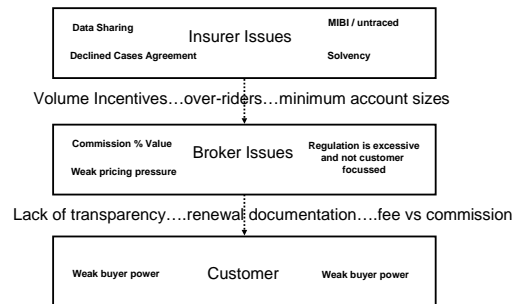 Data Sharing
Insurer Issues
MIBI / untraced
Declined Cases Agreement
Solvency
Volume Incentives…over-riders…minimum account sizes
Commission % Value
Broker Issues
Regulation is excessive
and not customer
focussed
Weak pricing pressure
Lack of transparency….renewal documentation….fee vs commission
Weak buyer power
Customer
Weak buyer power